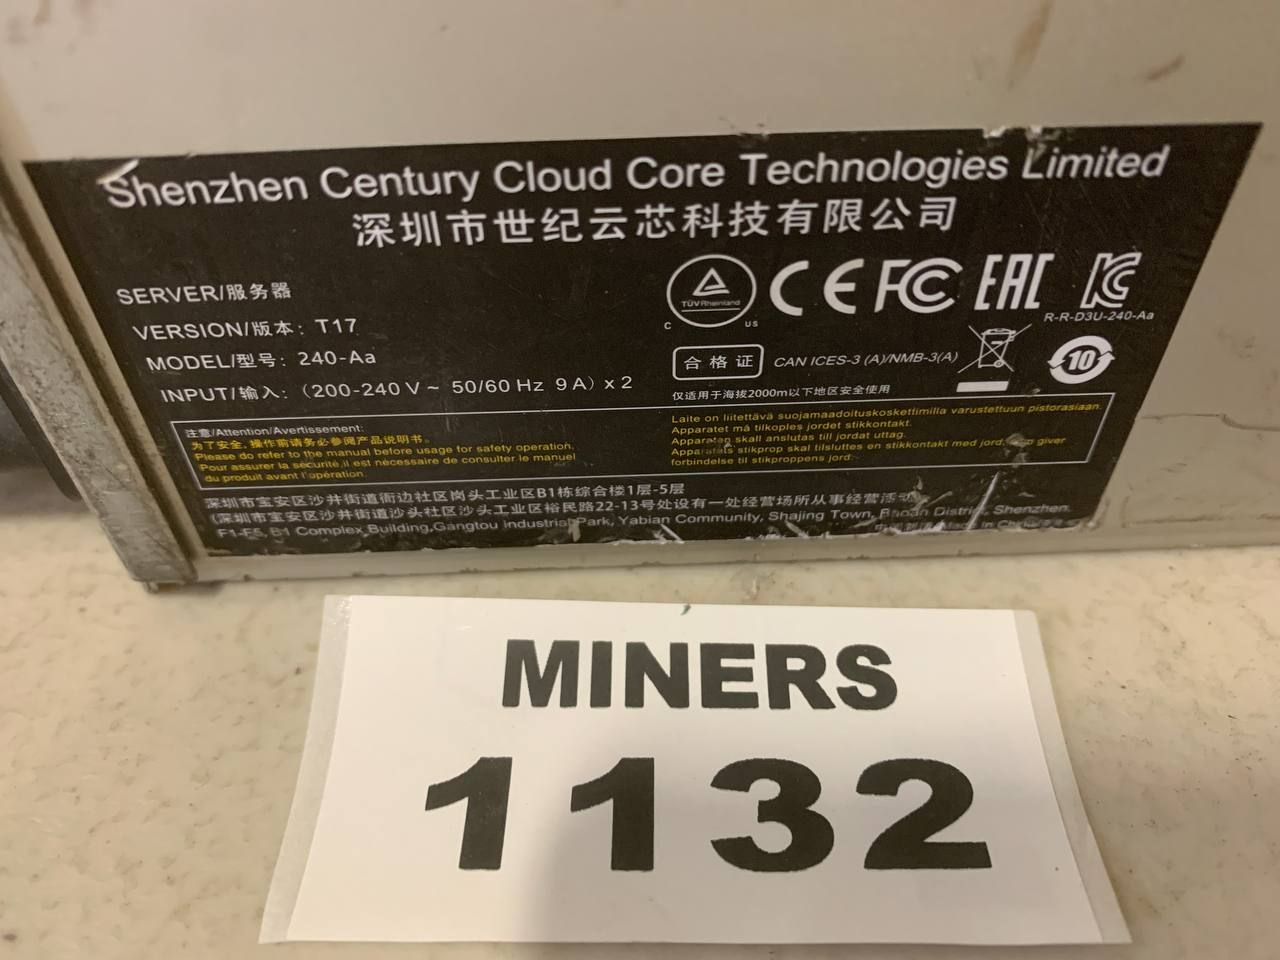 Shenzhen Century Cloud Core Technologies Limited
深圳市世纪云芯科技有限公司
SERVER/服务器
VERSION/版本: T17
MODEL/型号: 240-Aa
INPUT/输入: (200-240 V ~ 50/60 Hz 9 A) x 2
TÜVRheinland
C US
CE FC EAC
R-R-D3U-240-Aa
合格证
CAN ICES-3 (A)/NMB-3(A)
10
仅适用于海拔2000m以下地区安全使用
注意/Attention/Avertissement:
为了安全, 操作前请务必参阅产品说明书。
Please do refer to the manual before usage for safety operation.
Pour assurer la sécurité,il est nécessaire de consulter le manuel
du produit avant l'opération.
Laite on liitettävä suojamaadoituskoskettimilla varustettuun pistorasiaan.
Apparatet må tilkoples jordet stikkontakt.
Apparaten skall anslutas till jordat uttag.
Apparatets stikprop skal tilsluttes en stikkontakt med jord, giver
forbindelse til stikproppens jord.
深圳市宝安区沙井街道衙边社区岗头工业区B1栋综合楼1层-5层
(深圳市宝安区沙井街道沙头社区沙头工业区裕民路22-13号处设有一处经营场所从事经营活动
F1-F5, B1 Complex Building,Gangtou Industrial Park, Yabian Community, Shajing Town, Baoan District, Shenzhen.
Made In China
MINERS
1132